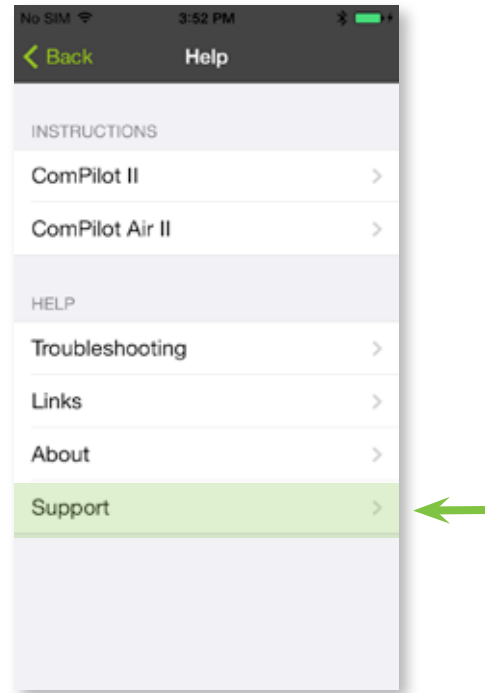 No SIM 3:52 PM
Back Help
INSTRUCTIONS
ComPilot II
ComPilot Air II
HELP
Troubleshooting
Links
About
Support